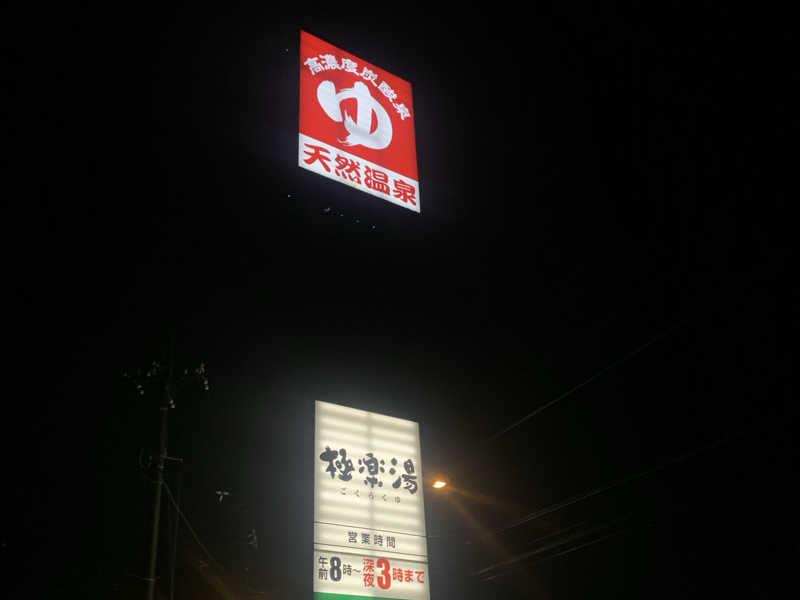 高濃度炭酸泉
ゆ
天然温泉
極楽湯
ごくらくゆ
営業時間
午前8時〜深夜3時まで